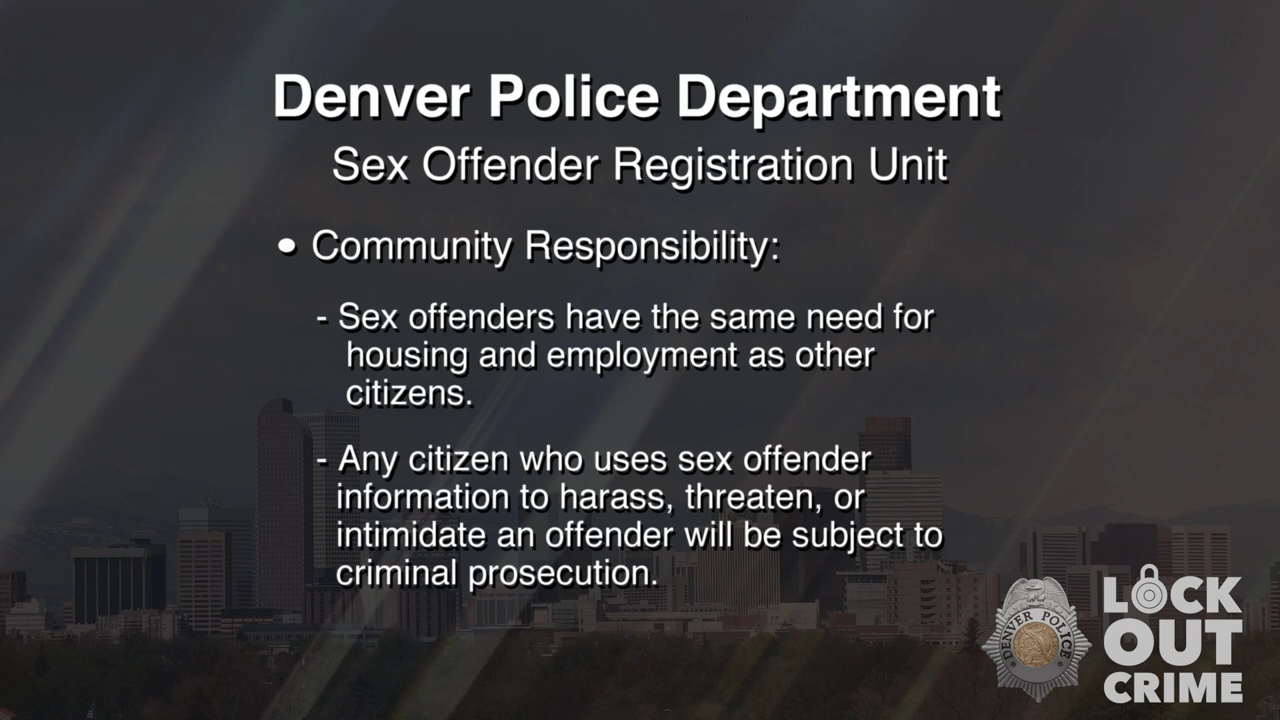 Denver Police Department
Sex Offender Registration Unit
• Community Responsibility:
- Sex offenders have the same need for
housing and employment as other
citizens.
- Any citizen who uses sex offender
information to harass, threaten, or
intimidate an offender will be subject to
criminal prosecution.
DENVER POLICE
LOCK
OUT
CRIME